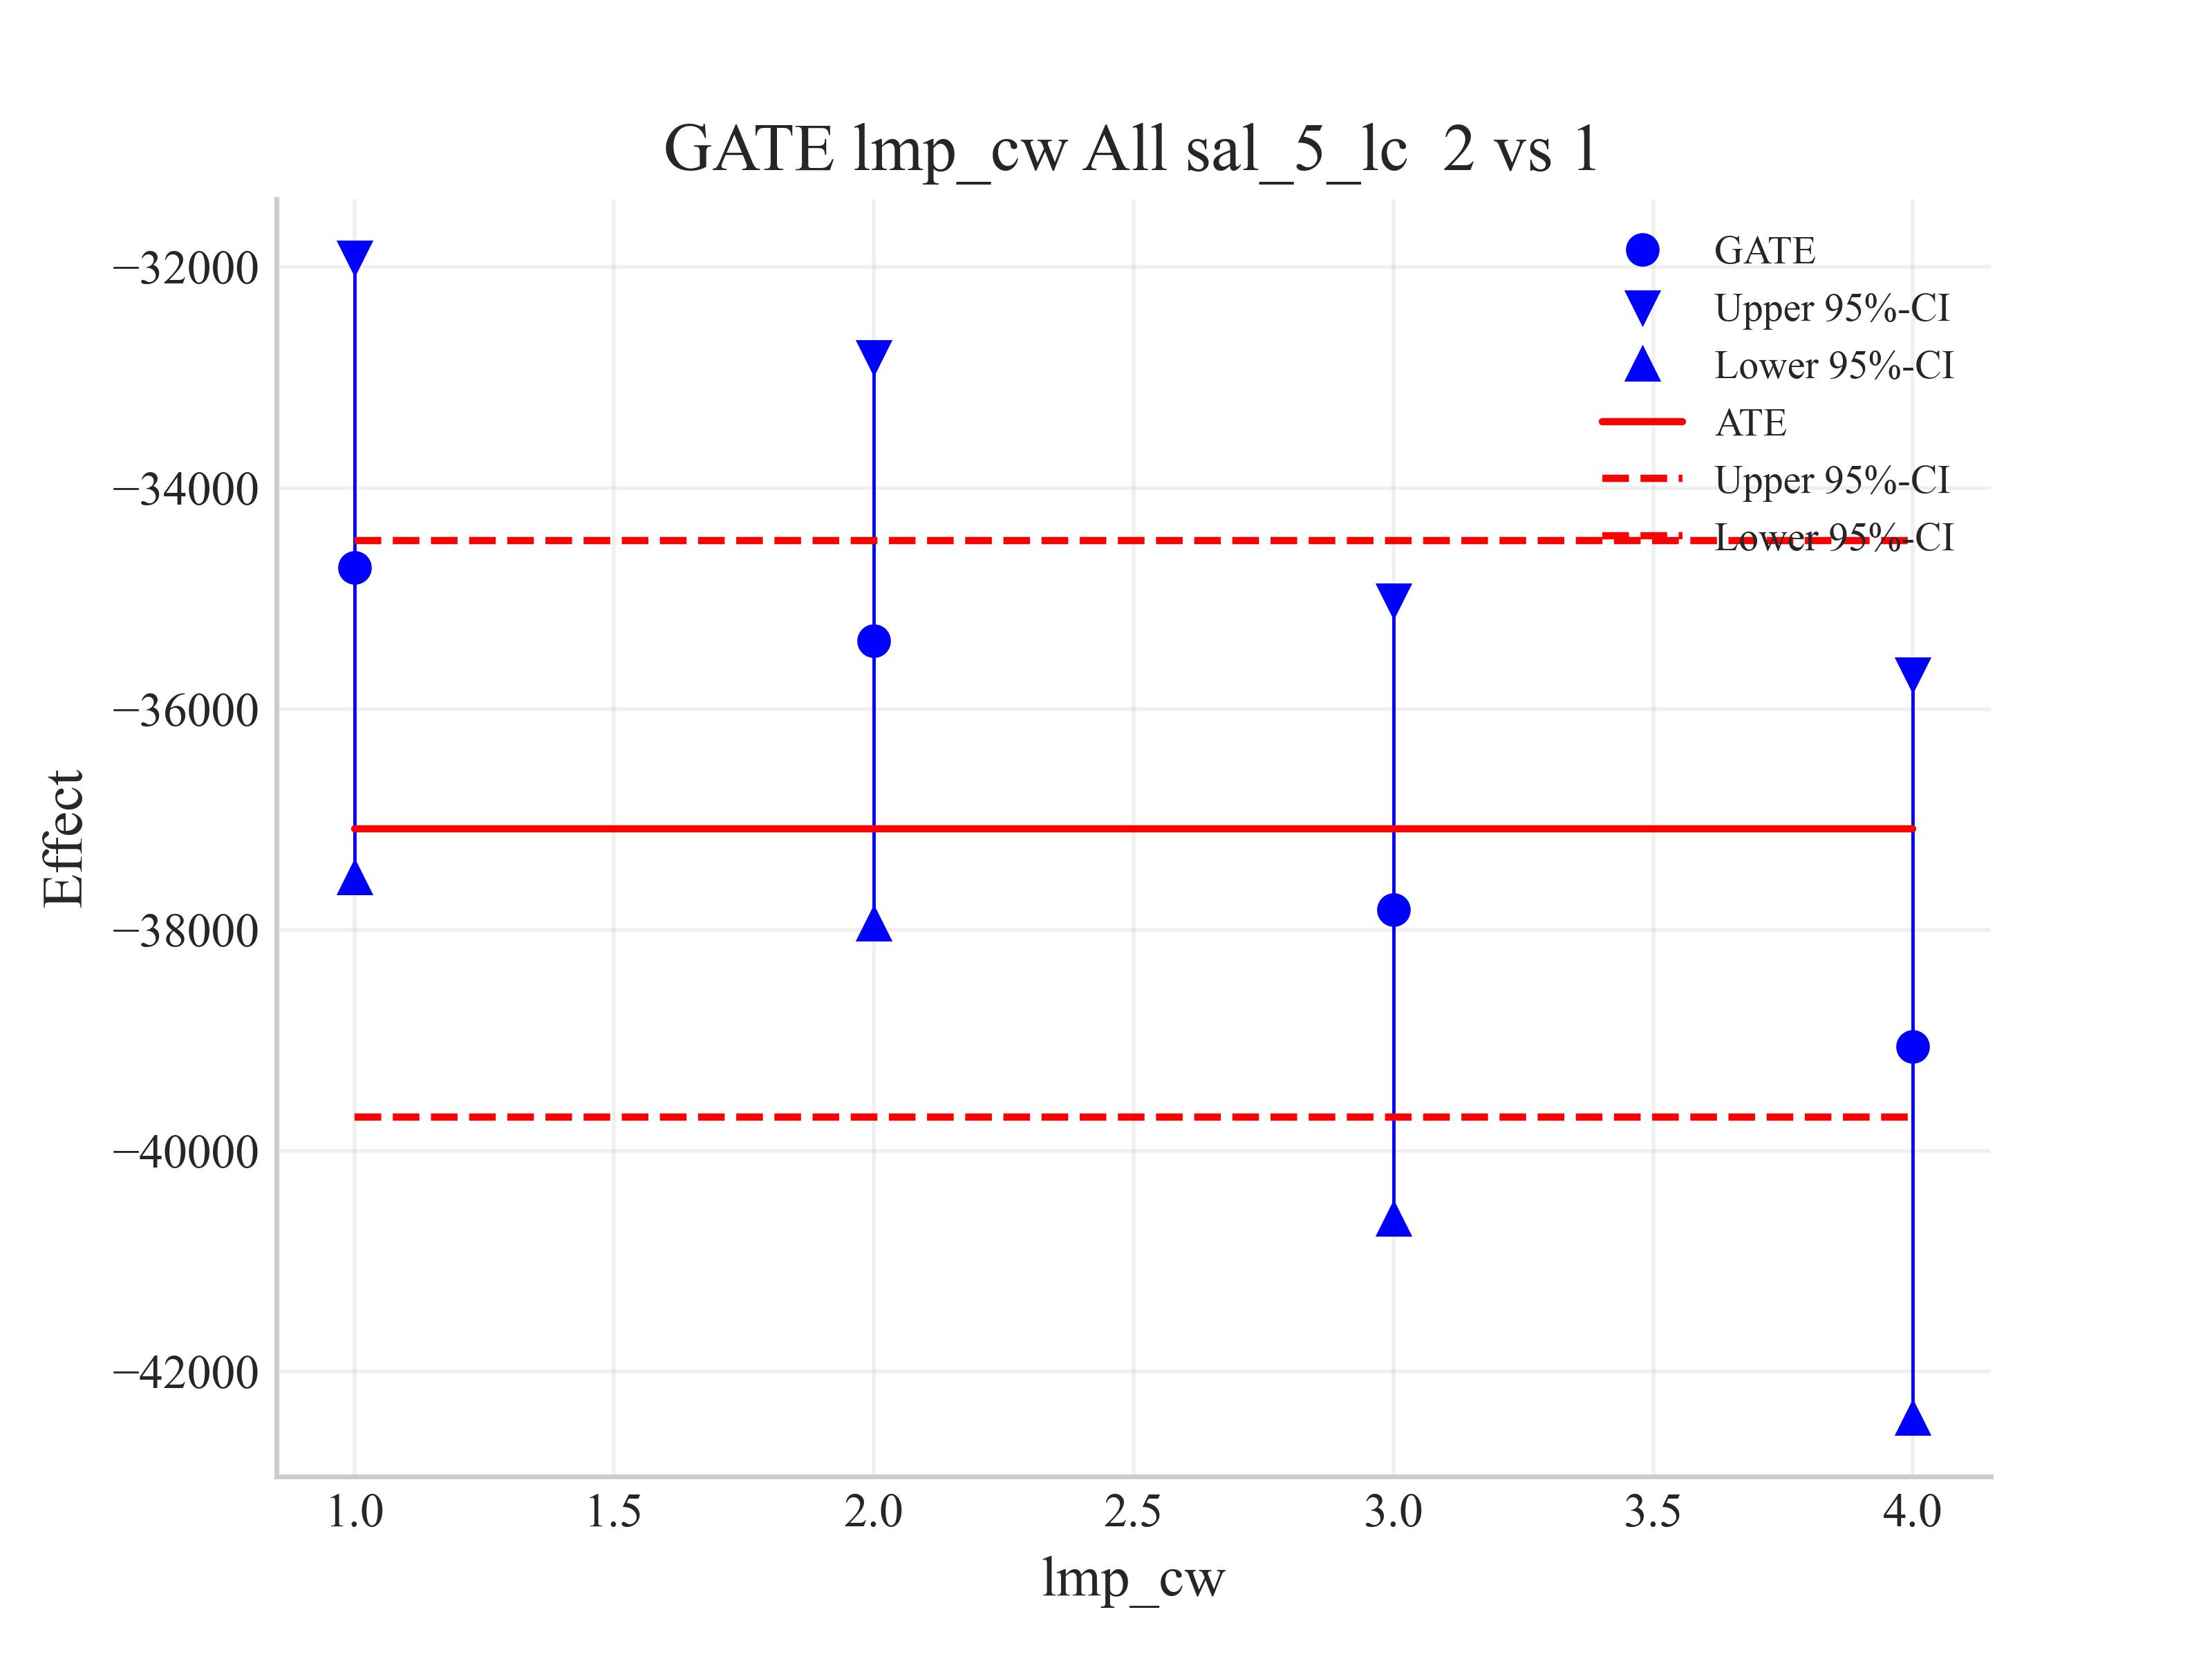 GATE lmp_cw All sal_5_lc  2 vs 1
GATE
Upper 95%-CI
Lower 95%-CI
ATE
Upper 95%-CI
Lower 95%-CI
Effect
−32000
−34000
−36000
−38000
−40000
−42000
1.0 1.5 2.0 2.5 3.0 3.5 4.0
lmp_cw